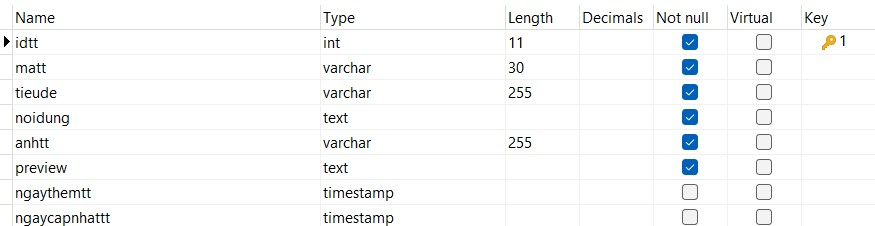 Name Type Length Decimals Not null Virtual Key
idtt int 11 1
matt varchar 30
tieude varchar 255
noidung text
anhtt varchar 255
preview text
ngaythemtt timestamp
ngaycapnhattt timestamp